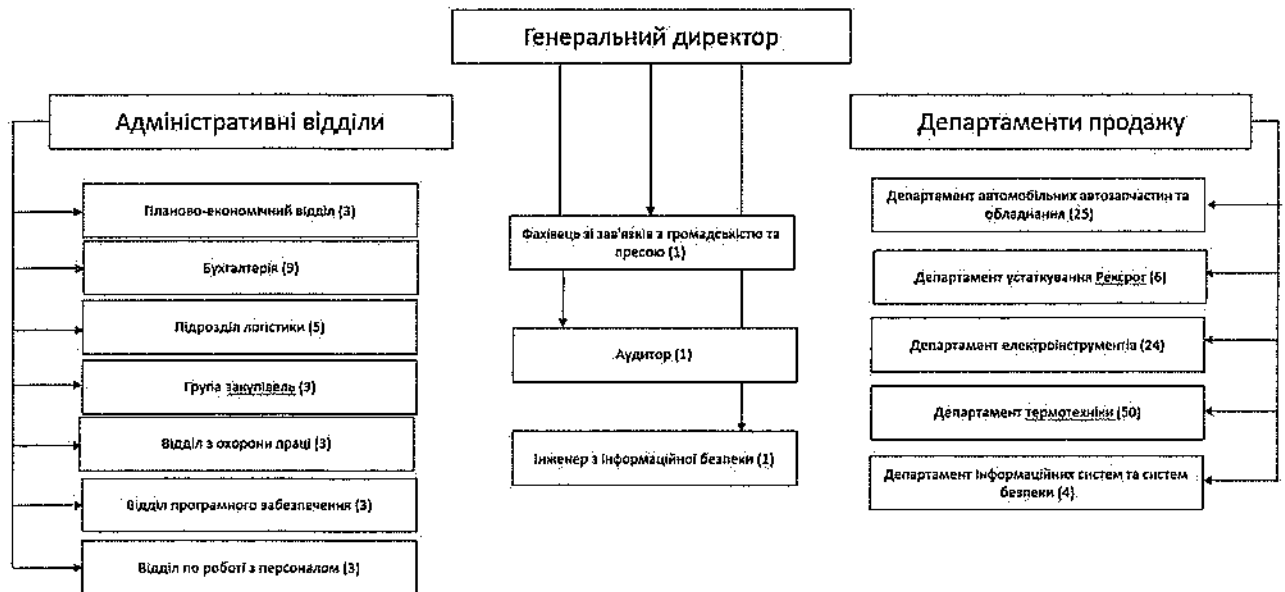 Генеральний директор
Адміністративні відділи
Департаменти продажу
Планово-економічний відділ (3)
Бухгалтерія (9)
Підрозділ логістики (5)
Група закупівель (3)
Відділ з охорони праці (3)
Відділ програмного забезпечення (3)
Відділ по роботі з персоналом (3)
Фахівець зі зав'язків з громадськістю та
пресою (1)
Аудитор (1)
Інженер з інформаційної безпеки (1)
Департамент автомобільних автозапчастин та
обладнання (25)
Департамент устаткування Рексрог (6)
Департамент електроінструментів (24)
Департамент термотехніки (50)
Департамент інформаційних систем та систем
безпеки (4)